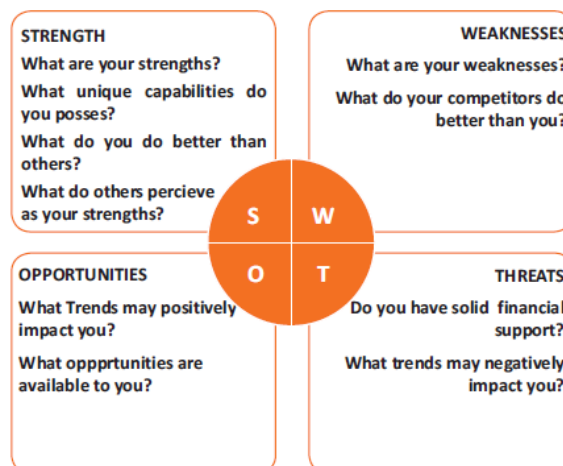 STRENGTH
What are your strengths?
What unique capabilities do
you posses?
What do you do better than
others?
What do others percieve
as your strengths?
WEAKNESSES
What are your weaknesses?
What do your competitors do
better than you?
S
W
O
T
OPPORTUNITIES
What Trends may positively
impact you?
What oppprtunities are
available to you?
THREATS
Do you have solid financial
support?
What trends may negatively
impact you?